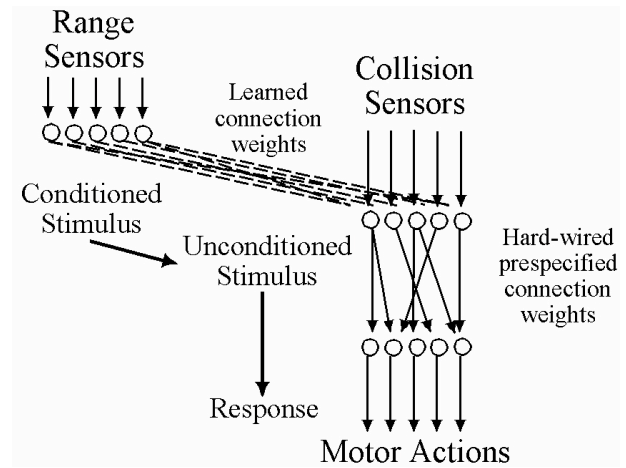 Range
Sensors
Learned
connection
weights
Collision
Sensors
Conditioned
Stimulus
Unconditioned
Stimulus
Hard-wired
prespecified
connection
weights
Response
Motor Actions